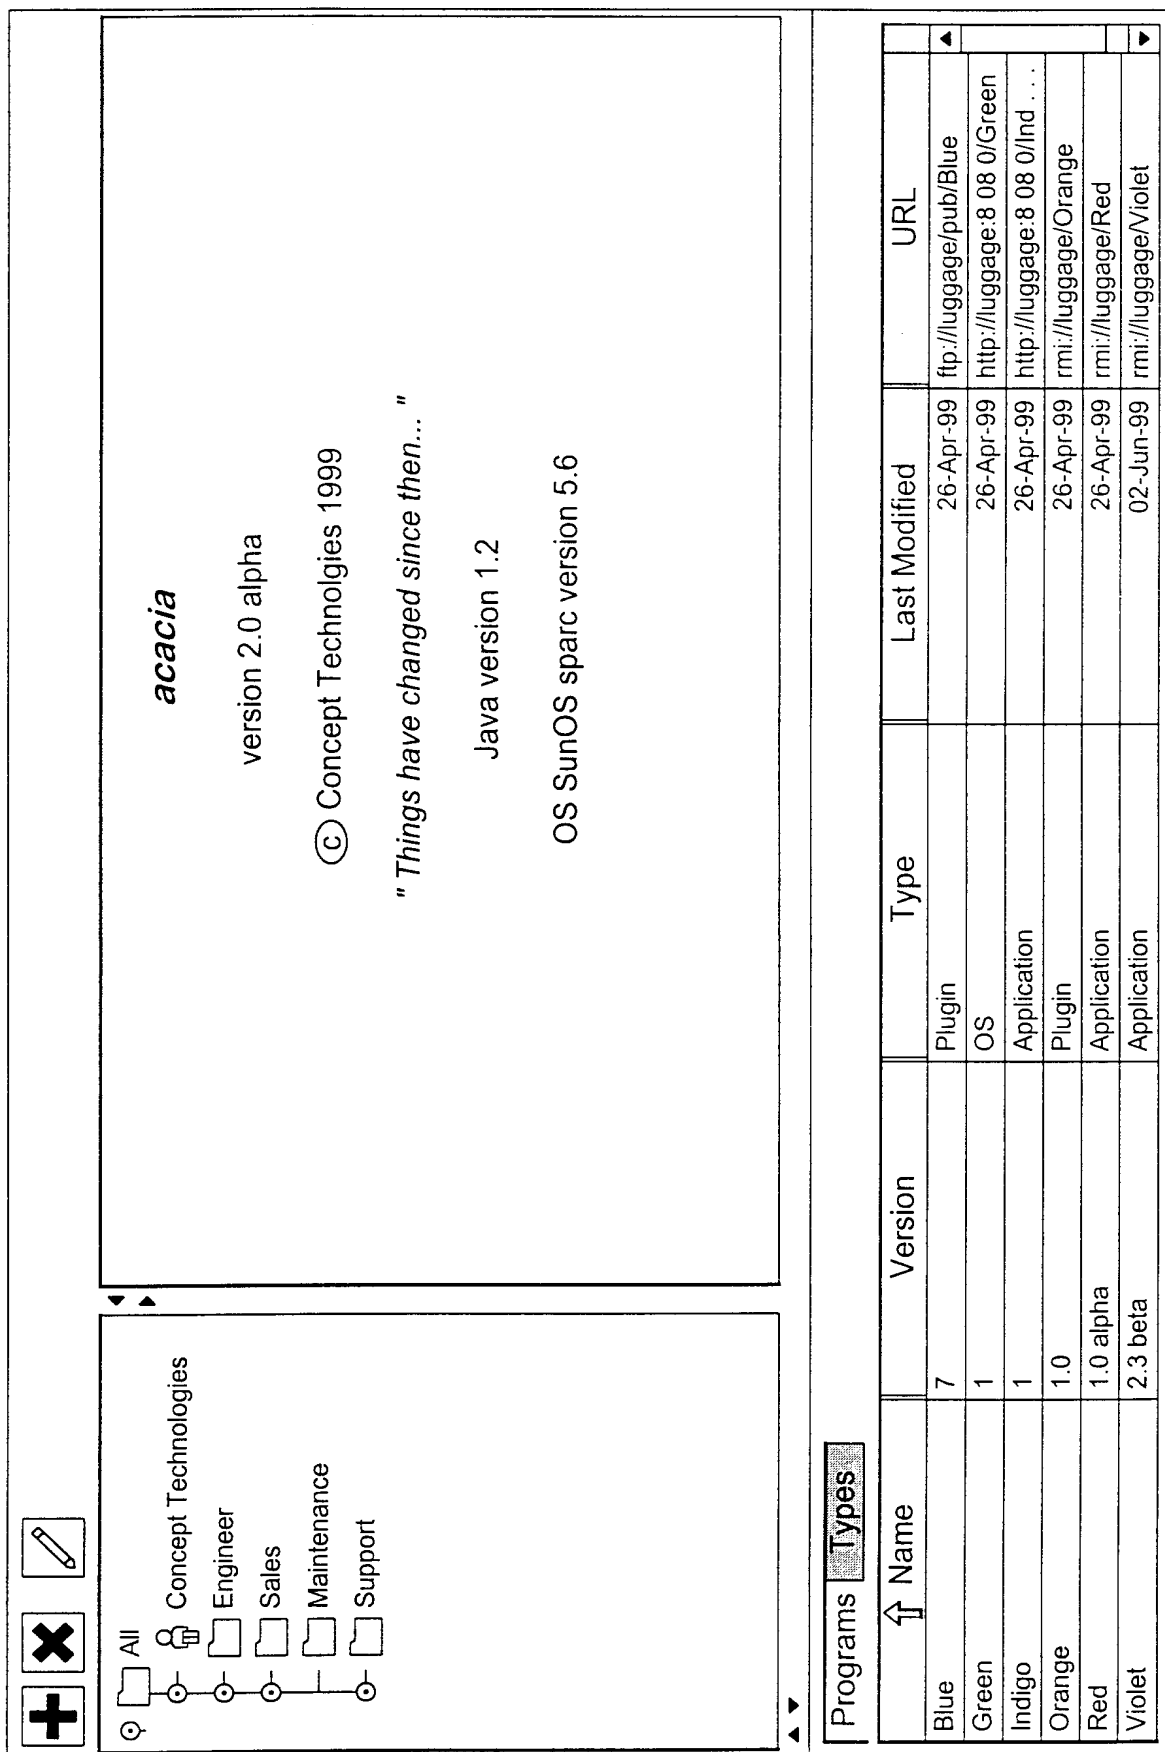 All
Concept Technologies
Engineer
Sales
Maintenance
Support
acacia
version 2.0 alpha
© Concept Technolgies 1999
" Things have changed since then... "
Java version 1.2
OS SunOS sparc version 5.6
Programs Types
Name Version Type Last Modified URL
Blue 7 Plugin 26-Apr-99 ftp://luggage/pub/Blue
Green 1 OS 26-Apr-99 http://luggage:8 08 0/Green
Indigo 1 Application 26-Apr-99 http://luggage:8 08 0/Ind . . .
Orange 1.0 Plugin 26-Apr-99 rmi://luggage/Orange
Red 1.0 alpha Application 26-Apr-99 rmi://luggage/Red
Violet 2.3 beta Application 02-Jun-99 rmi://luggage/Violet